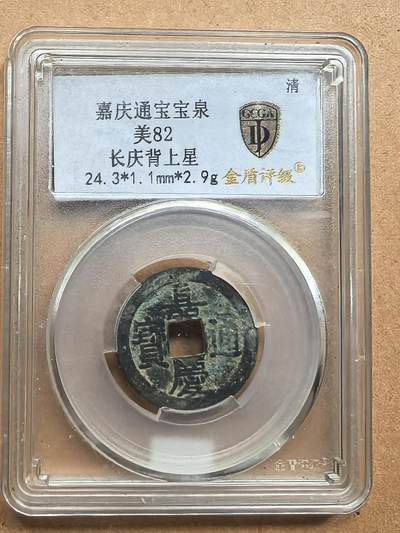 清
嘉庆通宝宝泉
美82
长庆背上星
24.3*1.1mm*2.9g
GCGA
金盾评级
嘉
寶 通
慶